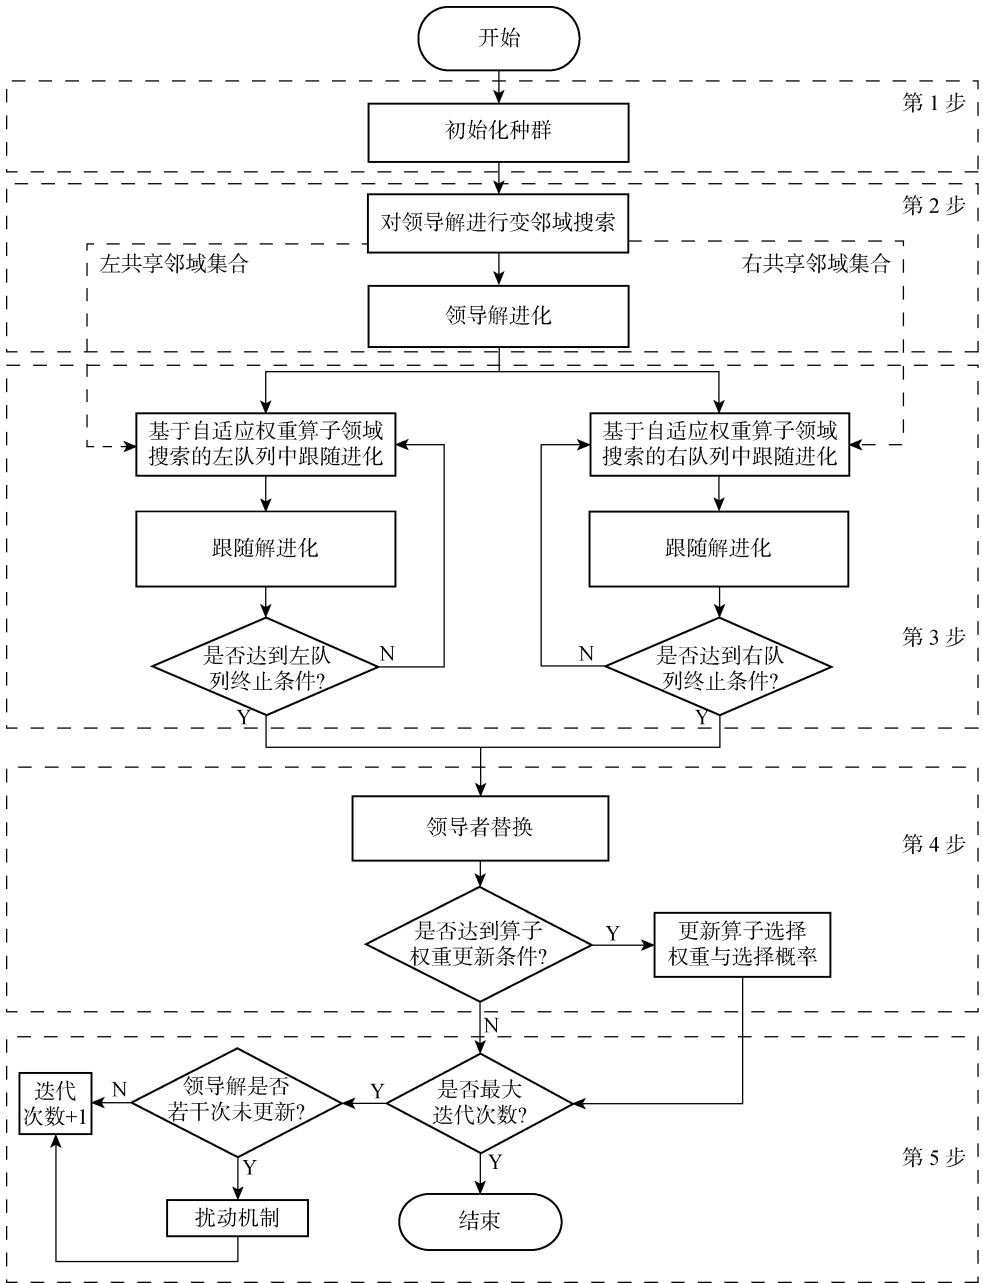 开始
第1步
初始化种群
第2步
对领导解进行变邻域搜索
左共享邻域集合
右共享邻域集合
领导解进化
基于自适应权重算子领域
搜索的左队列中跟随进化
基于自适应权重算子领域
搜索的右队列中跟随进化
跟随解进化
跟随解进化
第3步
是否达到左队
列终止条件?
N
N
是否达到右队
列终止条件?
Y
Y
领导者替换
第4步
是否达到算子
权重更新条件?
Y
更新算子选择
权重与选择概率
N
迭代
次数+1
N
领导解是否
若干次未更新?
Y
是否最大
迭代次数?
Y
Y
第5步
扰动机制
结束